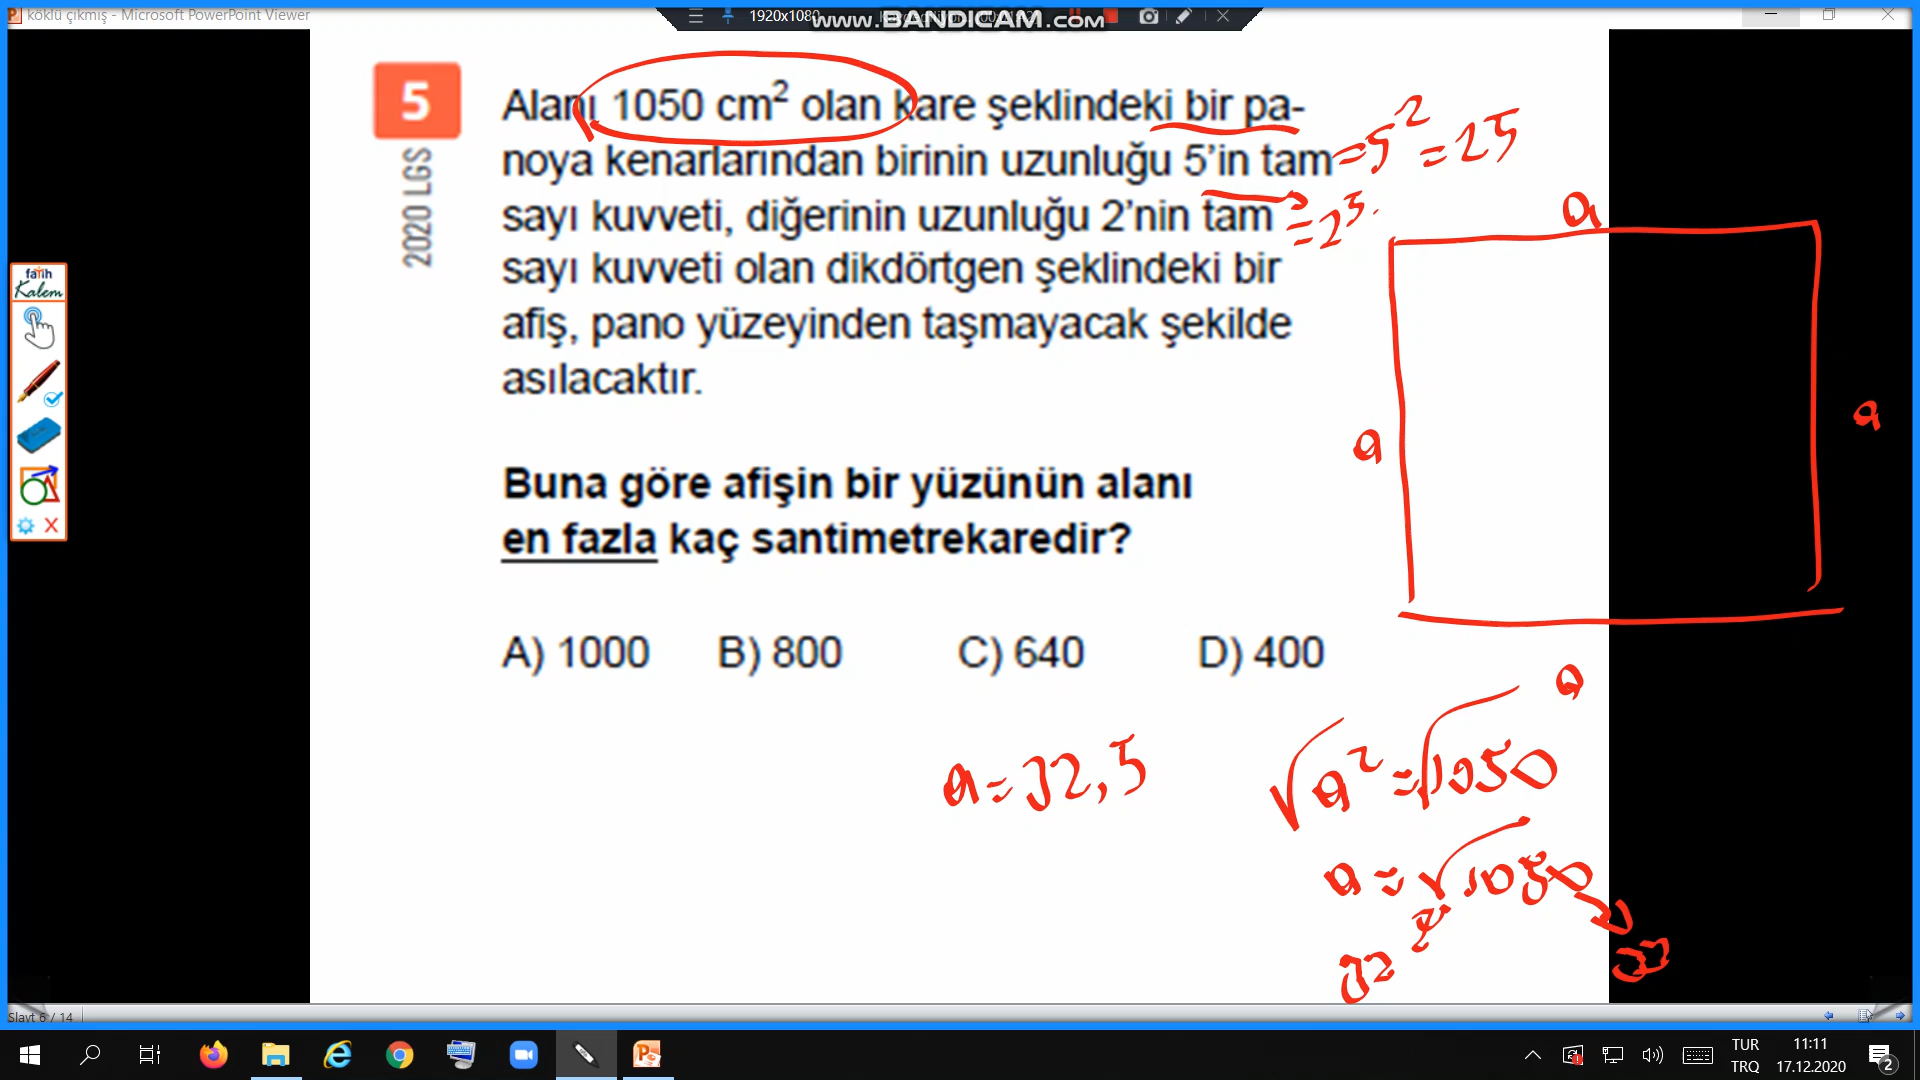 köklü çıkmış - Microsoft PowerPoint Viewer
1920x1080
www.BANDICAM.com
5
2020 LGS
Alanı 1050 cm² olan kare şeklindeki bir pa-
noya kenarlarından birinin uzunluğu 5'in tam
sayı kuvveti, diğerinin uzunluğu 2'nin tam
sayı kuvveti olan dikdörtgen şeklindeki bir
afiş, pano yüzeyinden taşmayacak şekilde
asılacaktır.
=5²=25
=2⁵
a
a
a
a
fatih
Kalem
Buna göre afişin bir yüzünün alanı
en fazla kaç santimetrekaredir?
A) 1000 B) 800 C) 640 D) 400
a=32,5
√a²=√1050
a=√1050
32
33
Slayt 6 / 14
TUR
TRQ
11:11
17.12.2020
2